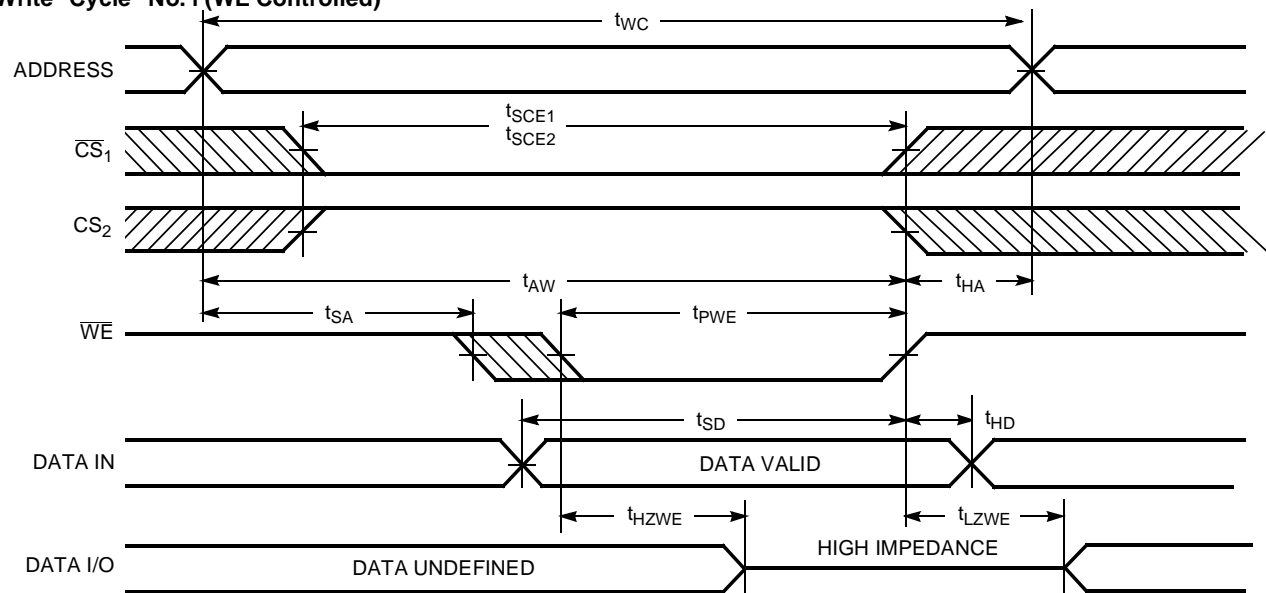 Write Cycle No. 1 (WE Controlled)
tWC
ADDRESS
tSCE1
tSCE2
CS1
CS2
tAW
tHA
tSA
tPWE
WE
tSD
tHD
DATA IN
DATA VALID
tHZWE
tLZWE
HIGH IMPEDANCE
DATA I/O
DATA UNDEFINED